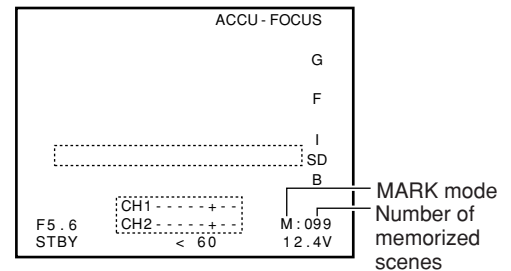 ACCU-FOCUS
G
F
I
SD
B
CH1-----+--
CH2-----+--
F5.6
M:099
STBY
< 60
12.4V
MARK mode
Number of
memorized
scenes